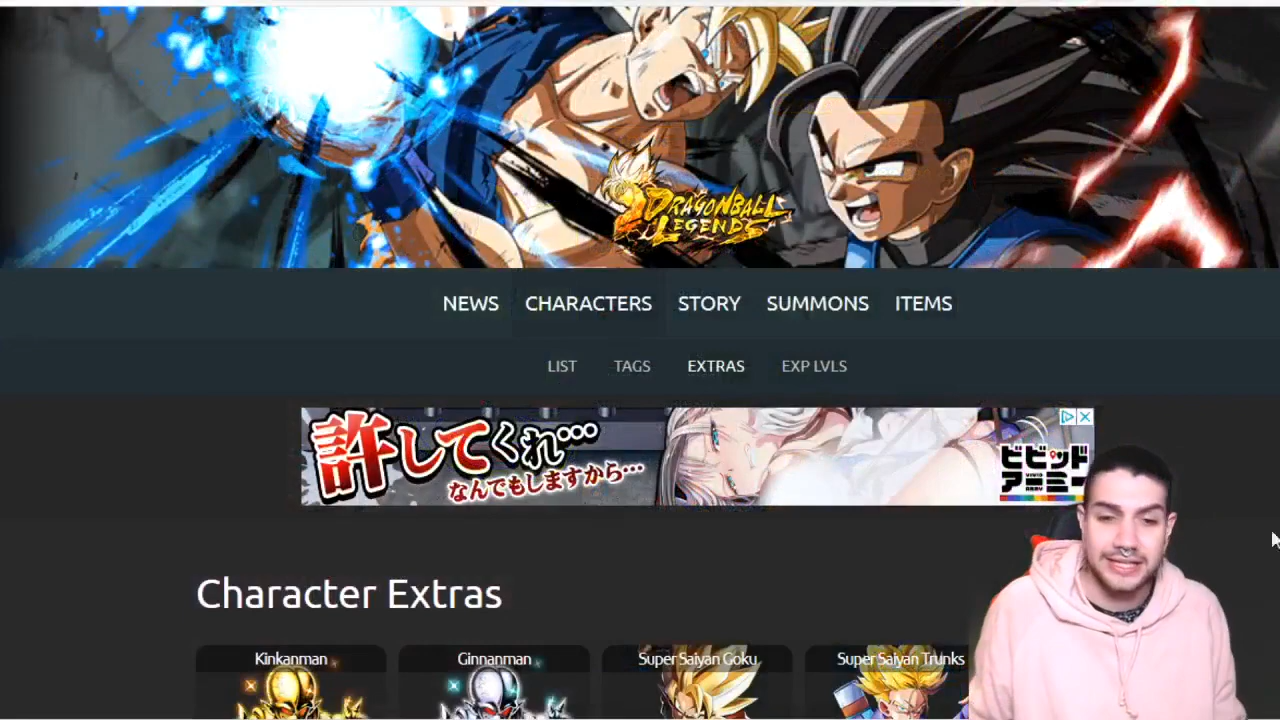 DRAGONBALL
LEGENDS
NEWS CHARACTERS STORY SUMMONS ITEMS
LIST TAGS EXTRAS EXP LVLS
許してくれ…
なんでもしますから…
ビビッド
VIVID ARMY
アーミー
Character Extras
Kinkanman Ginnanman Super Saiyan Goku Super Saiyan Trunks